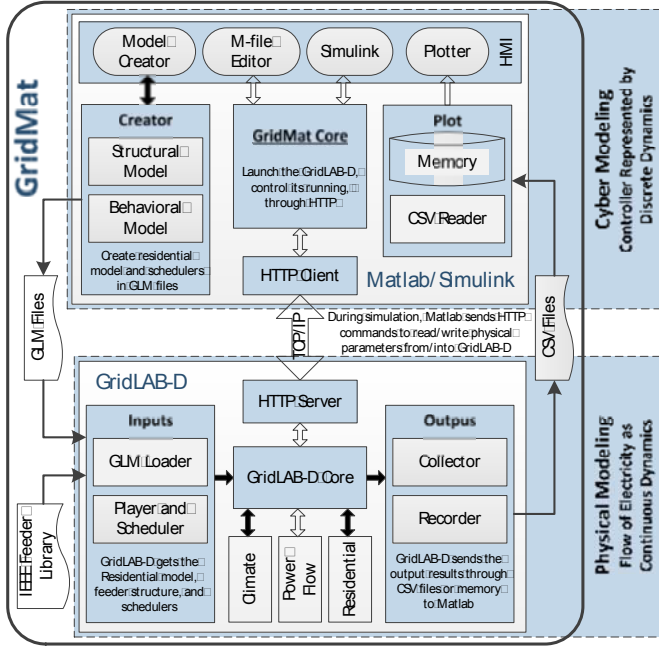 GridMat
Model
Creator
M-file
Editor
Simulink
Plotter
HMI
Creator
Structural
Model
Behavioral
Model
Create residential
model and schedulers
in GLM files
GridMat Core
Launch the GridLAB-D,
control its running,
through HTTP
HTTP Client
Plot
Memory
CSV Reader
Matlab/Simulink
Cyber Modeling
Controller Represented by
Discrete Dynamics
GLM Files
TCP/IP
During simulation, Matlab sends HTTP
commands to read/write physical
parameters from/into GridLAB-D
CSV Files
GridLAB-D
HTTP Server
Inputs
GLM Loader
Player and
Scheduler
GridLAB-D gets the
Residential model,
feeder structure, and
schedulers
GridLAB-D Core
Climate
Power
Flow
Residential
Outpus
Collector
Recorder
GridLAB-D sends the
output results through
CSV files or memory
to Matlab
IEEE Feeder
Library
Physical Modeling
Flow of Electricity as
Continuous Dynamics